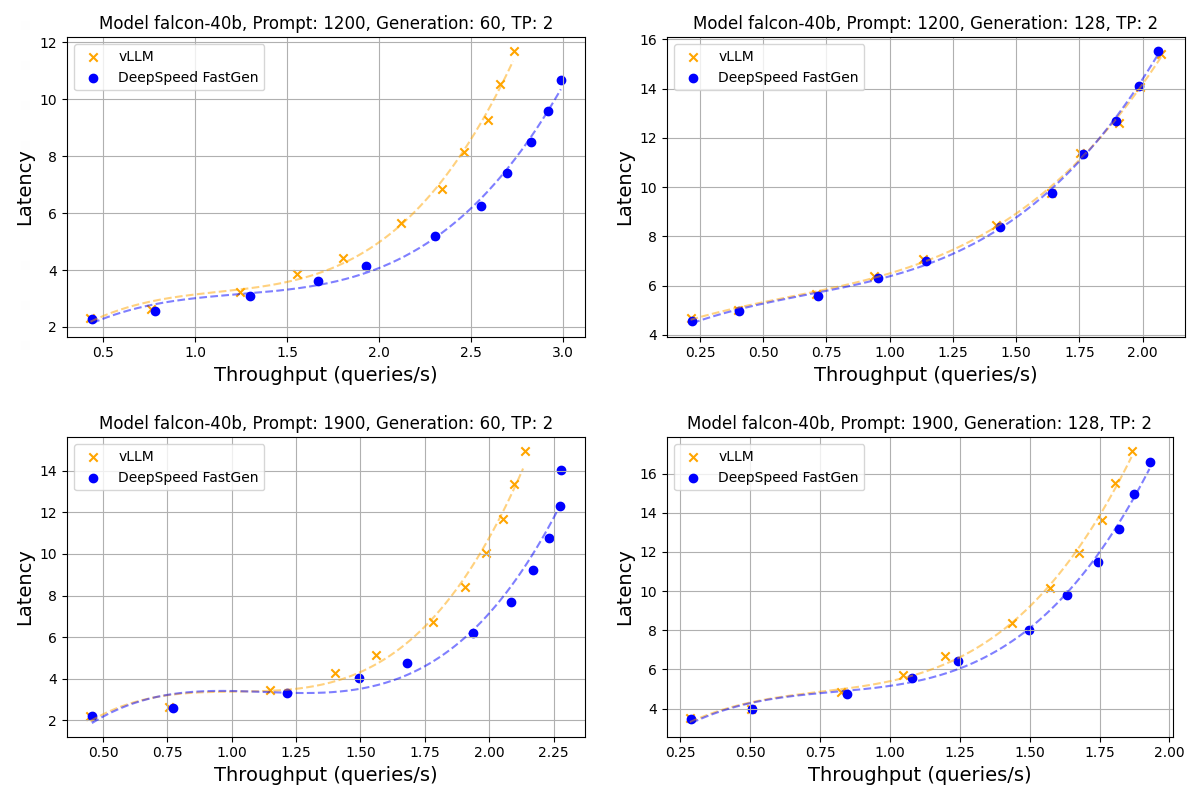 Model falcon-40b, Prompt: 1200, Generation: 60, TP: 2
vLLM
DeepSpeed FastGen
12
10
8
6
4
2
Latency
0.5 1.0 1.5 2.0 2.5 3.0
Throughput (queries/s)
Model falcon-40b, Prompt: 1200, Generation: 128, TP: 2
vLLM
DeepSpeed FastGen
16
14
12
10
8
6
4
Latency
0.25 0.50 0.75 1.00 1.25 1.50 1.75 2.00
Throughput (queries/s)
Model falcon-40b, Prompt: 1900, Generation: 60, TP: 2
vLLM
DeepSpeed FastGen
14
12
10
8
6
4
2
Latency
0.50 0.75 1.00 1.25 1.50 1.75 2.00 2.25
Throughput (queries/s)
Model falcon-40b, Prompt: 1900, Generation: 128, TP: 2
vLLM
DeepSpeed FastGen
16
14
12
10
8
6
4
Latency
0.25 0.50 0.75 1.00 1.25 1.50 1.75 2.00
Throughput (queries/s)